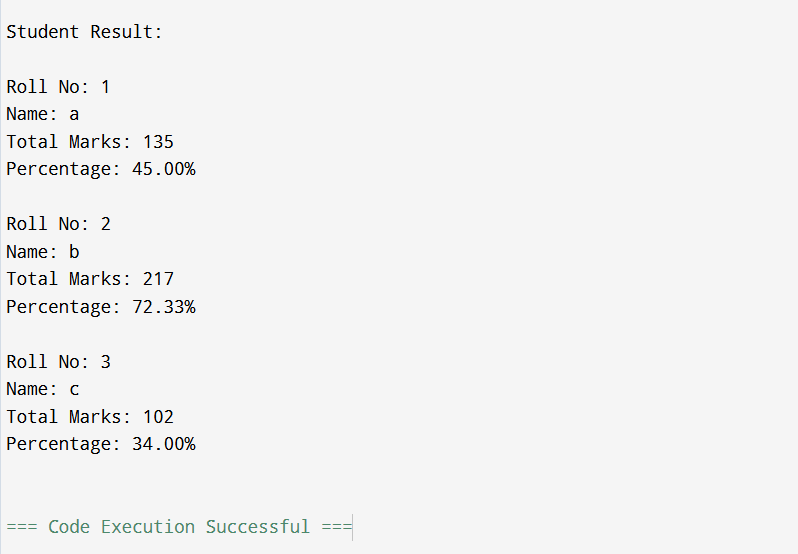 Student Result:
Roll No: 1
Name: a
Total Marks: 135
Percentage: 45.00%
Roll No: 2
Name: b
Total Marks: 217
Percentage: 72.33%
Roll No: 3
Name: c
Total Marks: 102
Percentage: 34.00%
=== Code Execution Successful ===